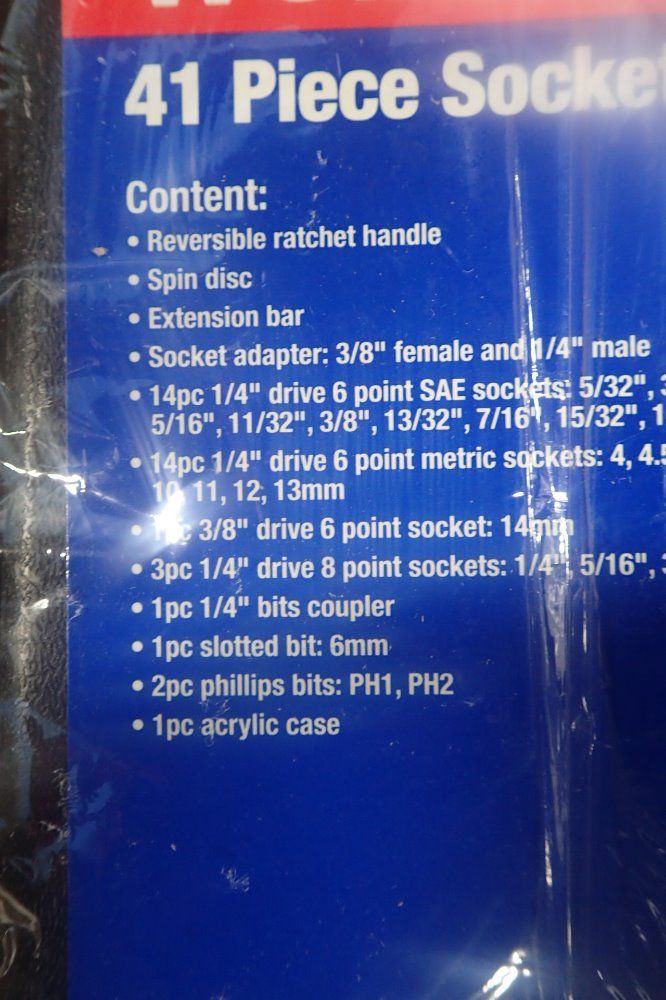 41 Piece Socket
Content:
• Reversible ratchet handle
• Spin disc
• Extension bar
• Socket adapter: 3/8" female and 1/4" male
• 14pc 1/4" drive 6 point SAE sockets: 5/32",
5/16", 11/32", 3/8", 13/32", 7/16", 15/32",
• 14pc 1/4" drive 6 point metric sockets: 4, 4.5
10, 11, 12, 13mm
• 1pc 3/8" drive 6 point socket: 14mm
• 3pc 1/4" drive 8 point sockets: 1/4", 5/16",
• 1pc 1/4" bits coupler
• 1pc slotted bit: 6mm
• 2pc phillips bits: PH1, PH2
• 1pc acrylic case